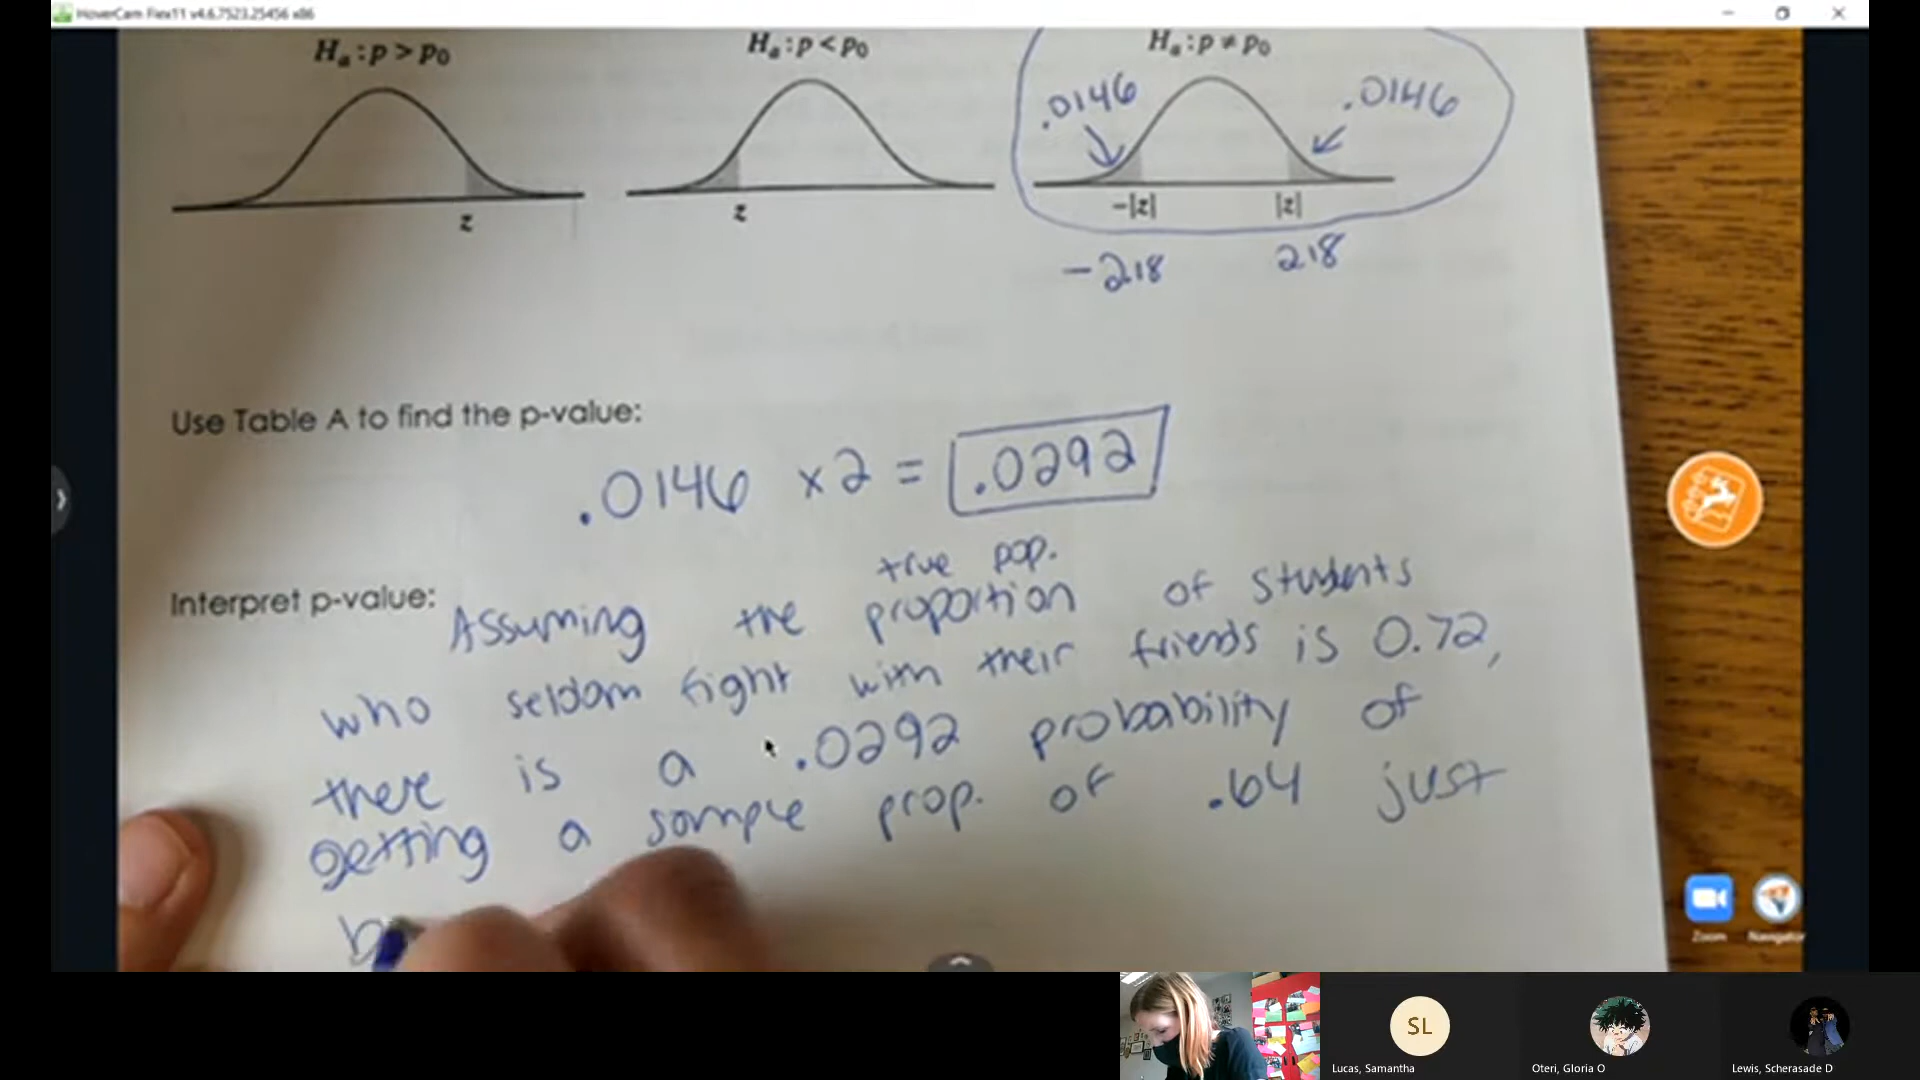 HoverCam Flex11 v4.6.7523.25456 x86
Hₐ : p > p₀
Hₐ : p < p₀
Hₐ : p ≠ p₀
.0146
.0146
z
z
-|z|
|z|
-2.18
2.18
Use Table A to find the p-value:
.0146 x2 = .0292
true pop.
Interpret p-value: Assuming the proportion of students
who seldom fight with their friends is 0.72,
there is a .0292 probability of
getting a sample prop. of .64 just
b
Zoom
Navigator
SL
Lucas, Samantha
Oteri, Gloria O
Lewis, Scherasade D